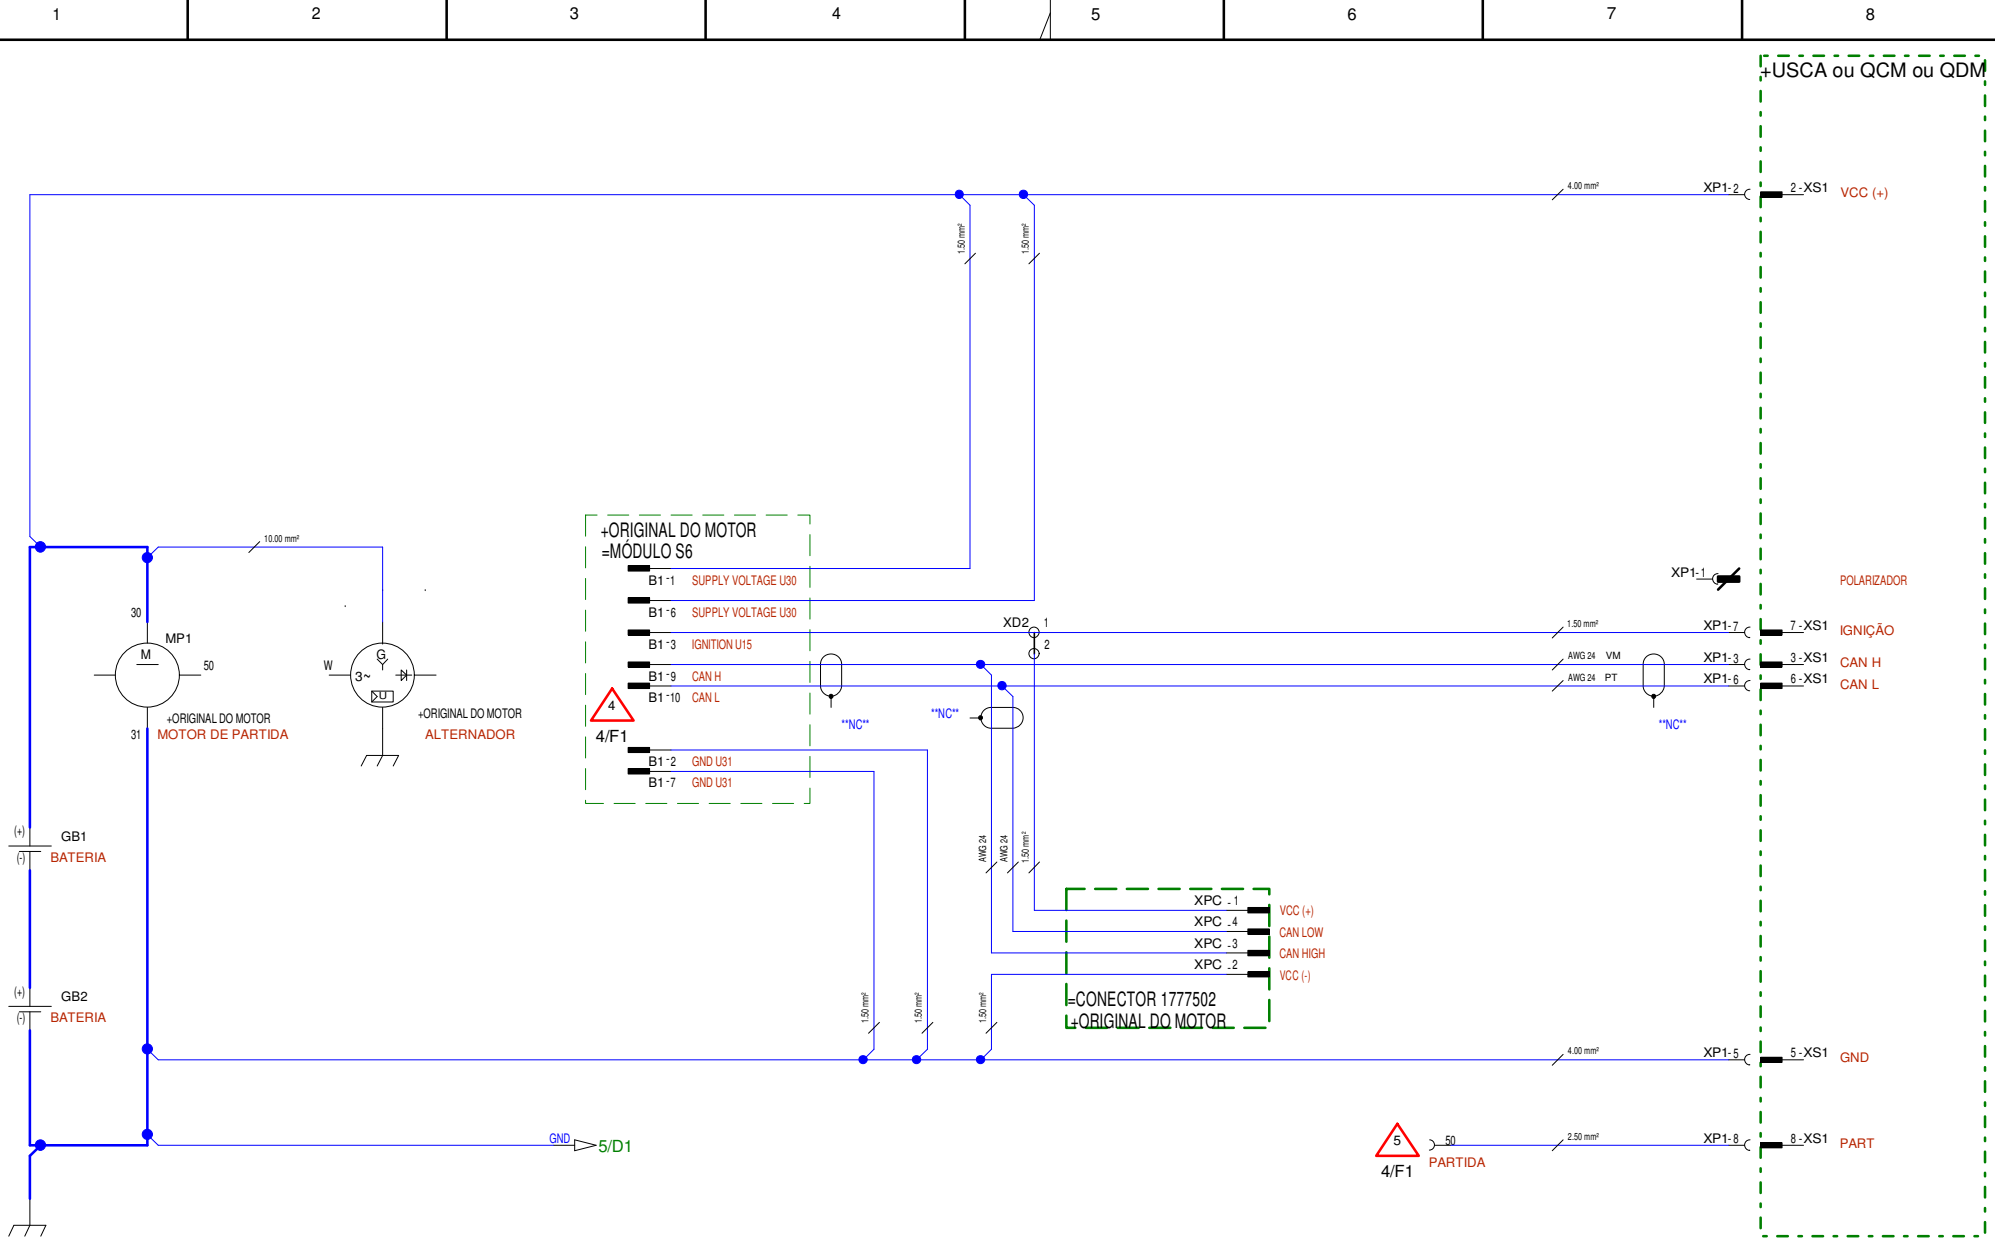 1 2 3 4 5 6 7 8
+USCA ou QCM ou QDM
4.00 mm² XP1-2 2-XS1 VCC (+)
1.50 mm² 1.50 mm²
+ORIGINAL DO MOTOR
=MÓDULO S6
B1-1 SUPPLY VOLTAGE U30
B1-6 SUPPLY VOLTAGE U30
B1-3 IGNITION U15
B1-9 CAN H
B1-10 CAN L
4
4/F1
B1-2 GND U31
B1-7 GND U31
10.00 mm²
30
MP1
M
50
31
+ORIGINAL DO MOTOR
MOTOR DE PARTIDA
W
G
3~
U
+ORIGINAL DO MOTOR
ALTERNADOR
XD2 1
2
**NC**
**NC**
**NC**
XP1-1 POLARIZADOR
1.50 mm² XP1-7 7-XS1 IGNIÇÃO
AWG 24 VM XP1-3 3-XS1 CAN H
AWG 24 PT XP1-6 6-XS1 CAN L
(+)
GB1
(-)
BATERIA
AWG 24 AWG 24 1.50 mm²
XPC -1 VCC (+)
XPC -4 CAN LOW
XPC -3 CAN HIGH
XPC -2 VCC (-)
=CONECTOR 1777502
+ORIGINAL DO MOTOR
(+)
GB2
(-)
BATERIA
1.50 mm² 1.50 mm² 1.50 mm²
4.00 mm² XP1-5 5-XS1 GND
GND 5/D1
5
4/F1
50
PARTIDA
2.50 mm² XP1-8 8-XS1 PART